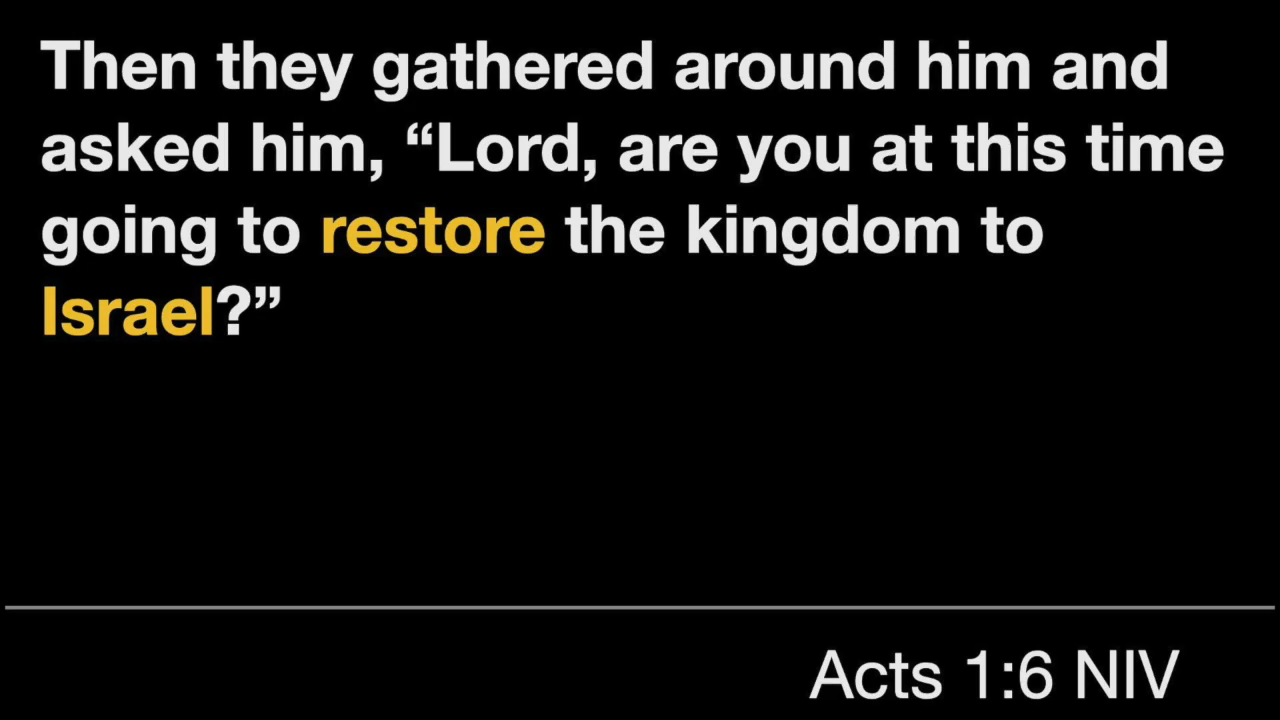 Then they gathered around him and
asked him, “Lord, are you at this time
going to restore the kingdom to
Israel?”
Acts 1:6 NIV